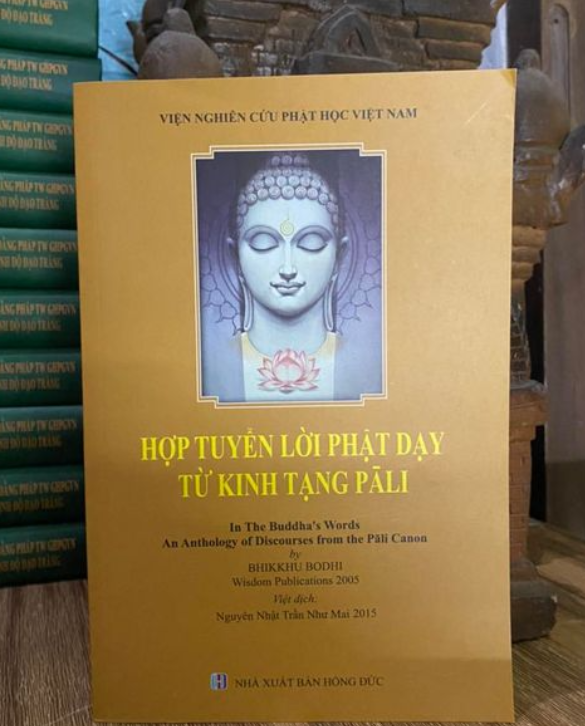 VIỆN NGHIÊN CỨU PHẬT HỌC VIỆT NAM
HỢP TUYỂN LỜI PHẬT DẠY
TỪ KINH TẠNG PĀLI
In The Buddha's Words
An Anthology of Discourses from the Pāli Canon
by
BHIKKHU BODHI
Wisdom Publications 2005
Việt dịch:
Nguyên Nhật Trần Như Mai 2015
NHÀ XUẤT BẢN HỒNG ĐỨC